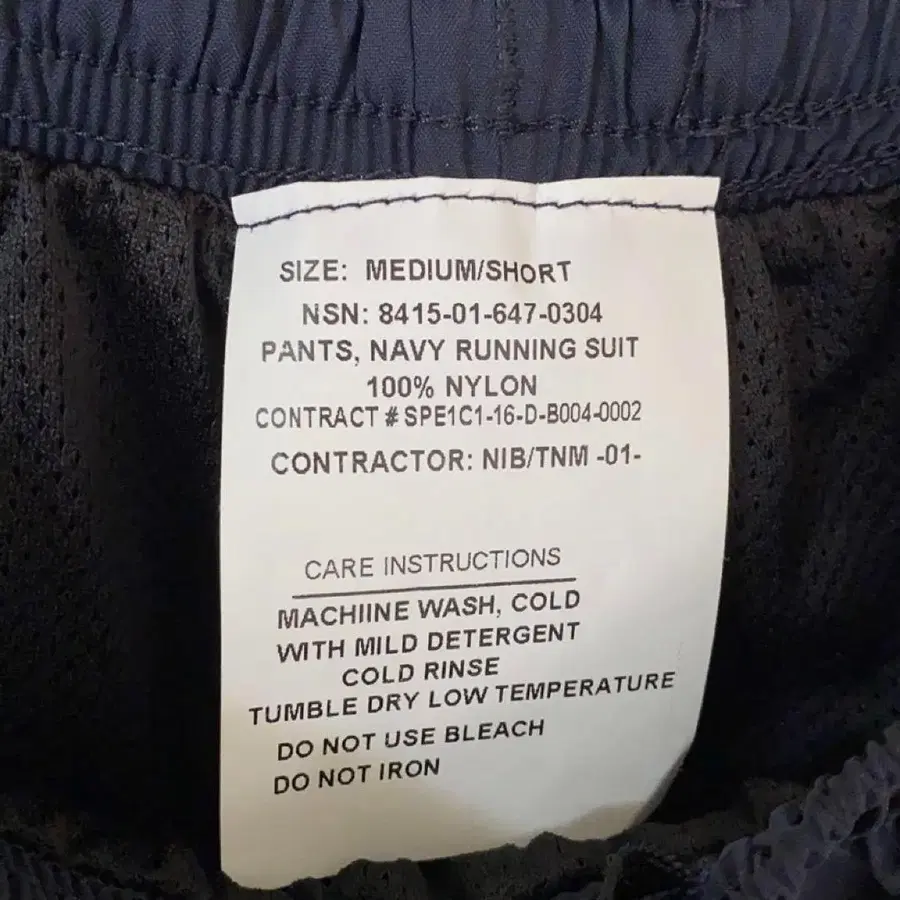 SIZE: MEDIUM/SHORT
NSN: 8415-01-647-0304
PANTS, NAVY RUNNING SUIT
100% NYLON
CONTRACT # SPE1C1-16-D-B004-0002
CONTRACTOR: NIB/TNM -01-
CARE INSTRUCTIONS
MACHIINE WASH, COLD
WITH MILD DETERGENT
COLD RINSE
TUMBLE DRY LOW TEMPERATURE
DO NOT USE BLEACH
DO NOT IRON